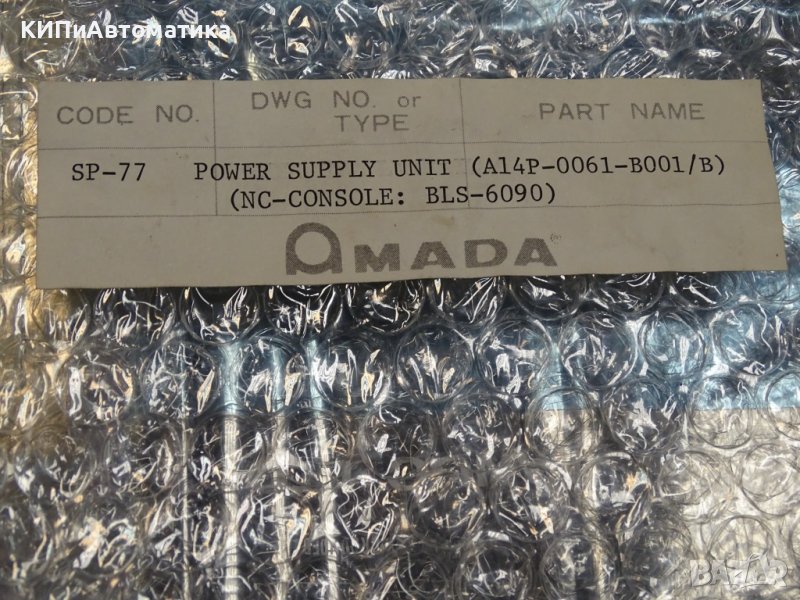 КИПиАвтоматика
CODE NO.
DWG NO. or
TYPE
PART NAME
SP-77 POWER SUPPLY UNIT (A14P-0061-B001/B)
(NC-CONSOLE: BLS-6090)
AMADA
BAZAR